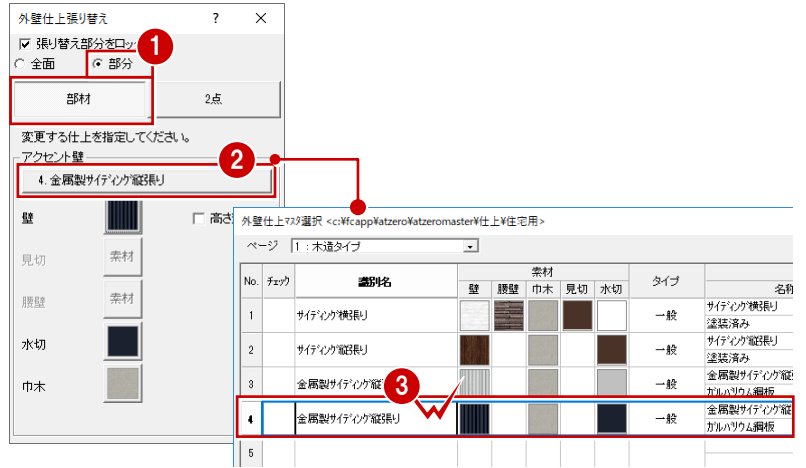 外壁仕上張り替え ? ×
張り替え部分をロッ
1
全面 部分
部材 2点
変更する仕上を指定してください。
アクセント壁
2
4. 金属製サイディング縦張り
壁 高さ
見切 素材
腰壁 素材
水切
巾木
外壁仕上マスタ選択 <c:¥fcapp¥atzero¥atzeromaster¥仕上¥住宅用>
ページ 1：木造タイプ
No. チェック 識別名 素材 タイプ
壁 腰壁 巾木 見切 水切 名称
1 サイディング横張り 一般 サイディング横張り
塗装済み
2 サイディング縦張り 一般 サイディング縦張り
塗装済み
3 金属製サイディング縦 3 一般 金属製サイディング縦
ガルバリウム鋼板
4 金属製サイディング縦張り 一般 金属製サイディング縦
ガルバリウム鋼板
5